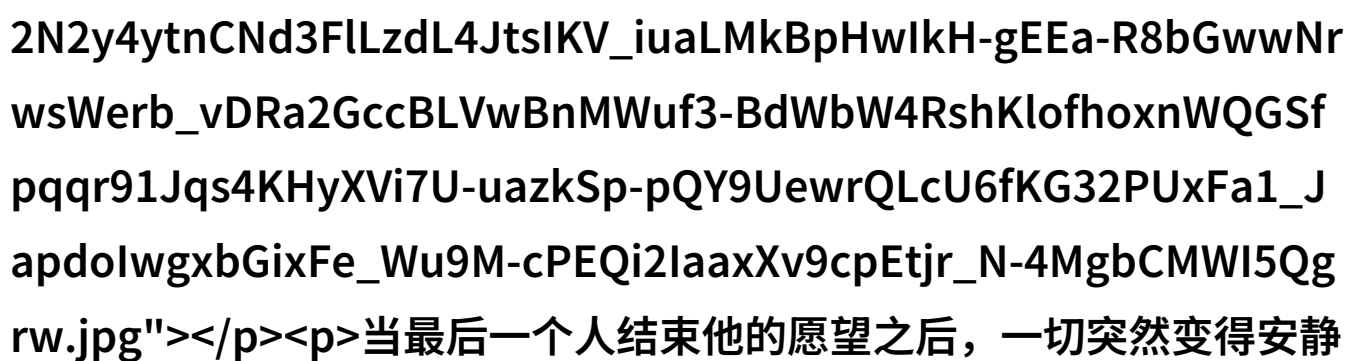 2N2y4ytnCNd3FlLzdL4JtsIKV_iuaLMkBpHwIkH-gEEa-R8bGwwNr
wsWerb_vDRa2GccBLVwBnMWuf3-BdWbW4RshKlofhoxnWQGSf
pqqr91Jqs4KHyXVi7U-uazkSp-pQY9UewrQLcU6fKG32PUxFa1_J
apdoIwgxbGixFe_Wu9M-cPEQi2IaaxXv9cpEtjr_N-4MgbCMWI5Qg
rw.jpg"></p><p>当最后一个人结束他的愿望之后，一切突然变得安静